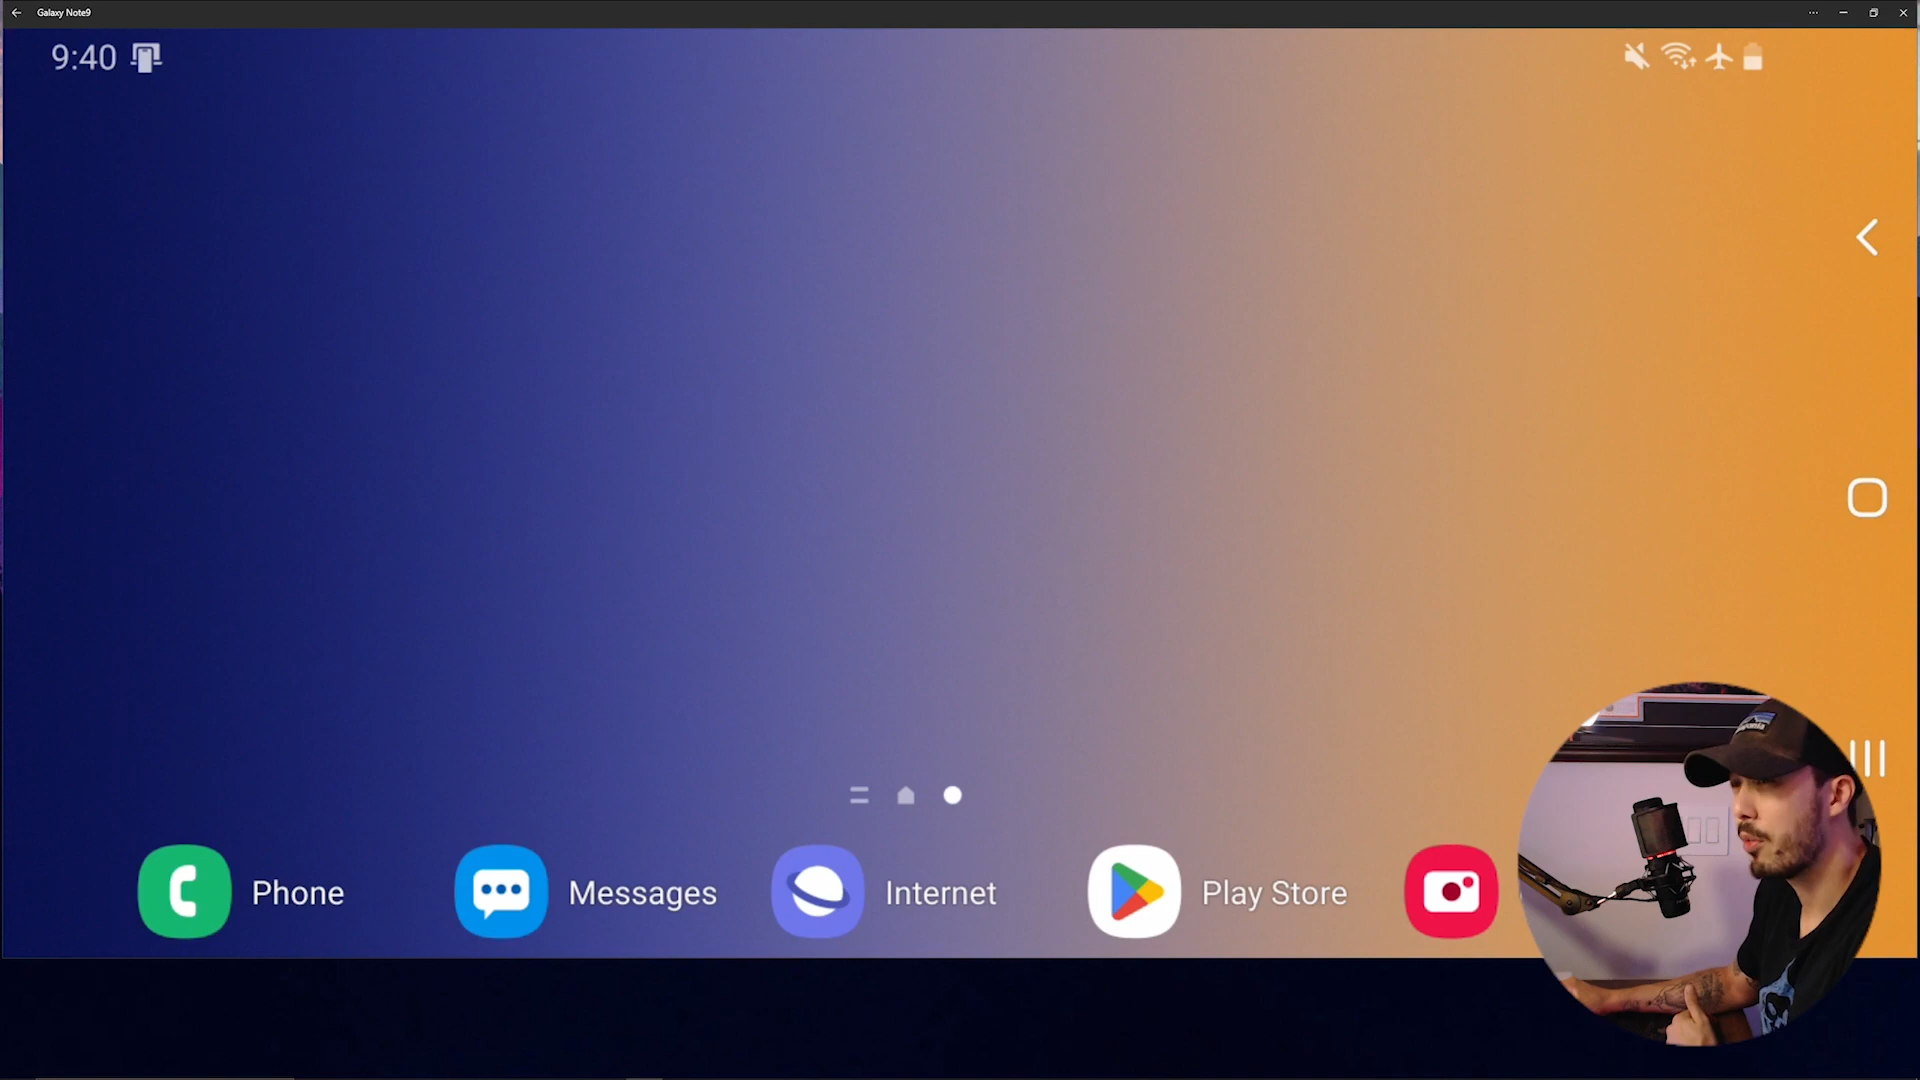 Galaxy Note9
9:40
Phone
Messages
Internet
Play Store